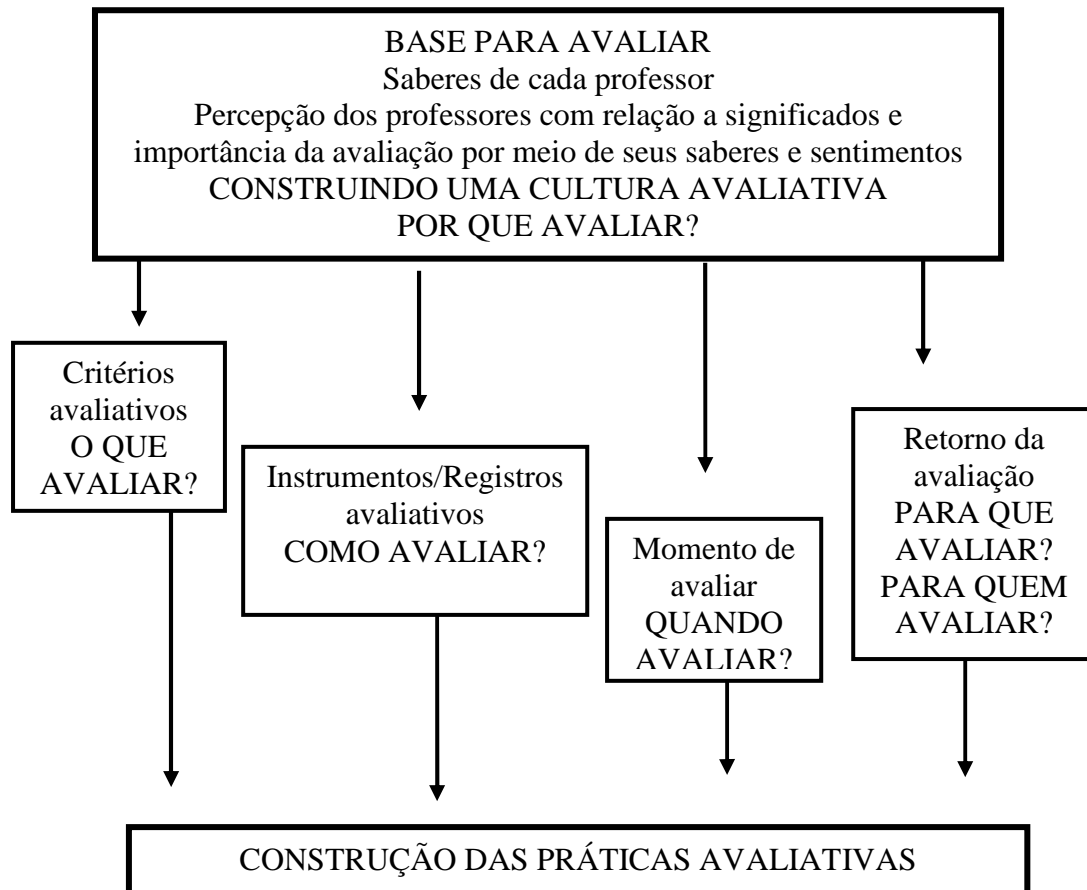 BASE PARA AVALIAR
Saberes de cada professor
Percepção dos professores com relação a significados e
importância da avaliação por meio de seus saberes e sentimentos
CONSTRUINDO UMA CULTURA AVALIATIVA
POR QUE AVALIAR?
Critérios
avaliativos
O QUE
AVALIAR?
Instrumentos/Registros
avaliativos
COMO AVALIAR?
Momento de
avaliar
QUANDO
AVALIAR?
Retorno da
avaliação
PARA QUE
AVALIAR?
PARA QUEM
AVALIAR?
CONSTRUÇÃO DAS PRÁTICAS AVALIATIVAS